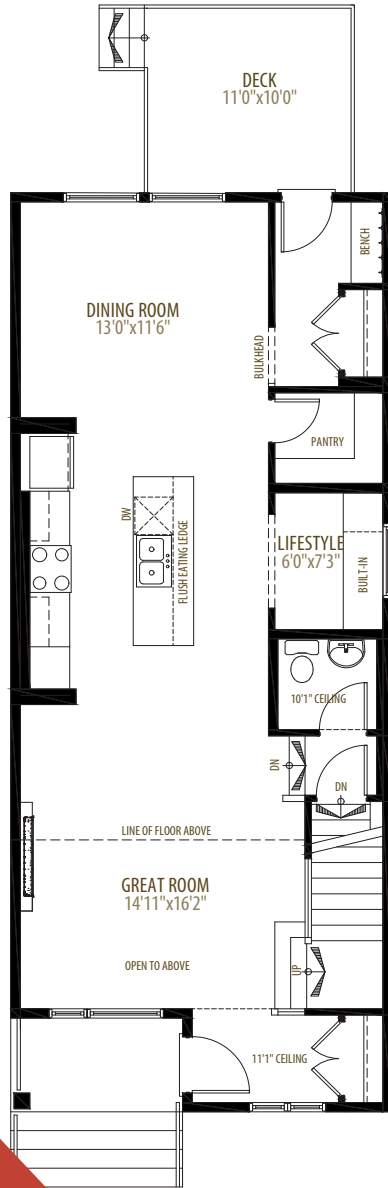 DECK
11'0"x10'0"
BENCH
DINING ROOM
13'0"x11'6"
BULKHEAD
PANTRY
DW
FLUSH EATING LEDGE
LIFESTYLE
6'0"x7'3"
BUILT-IN
10'1" CEILING
DN
DN
LINE OF FLOOR ABOVE
GREAT ROOM
14'11"x16'2"
OPEN TO ABOVE
UP
11'1" CEILING